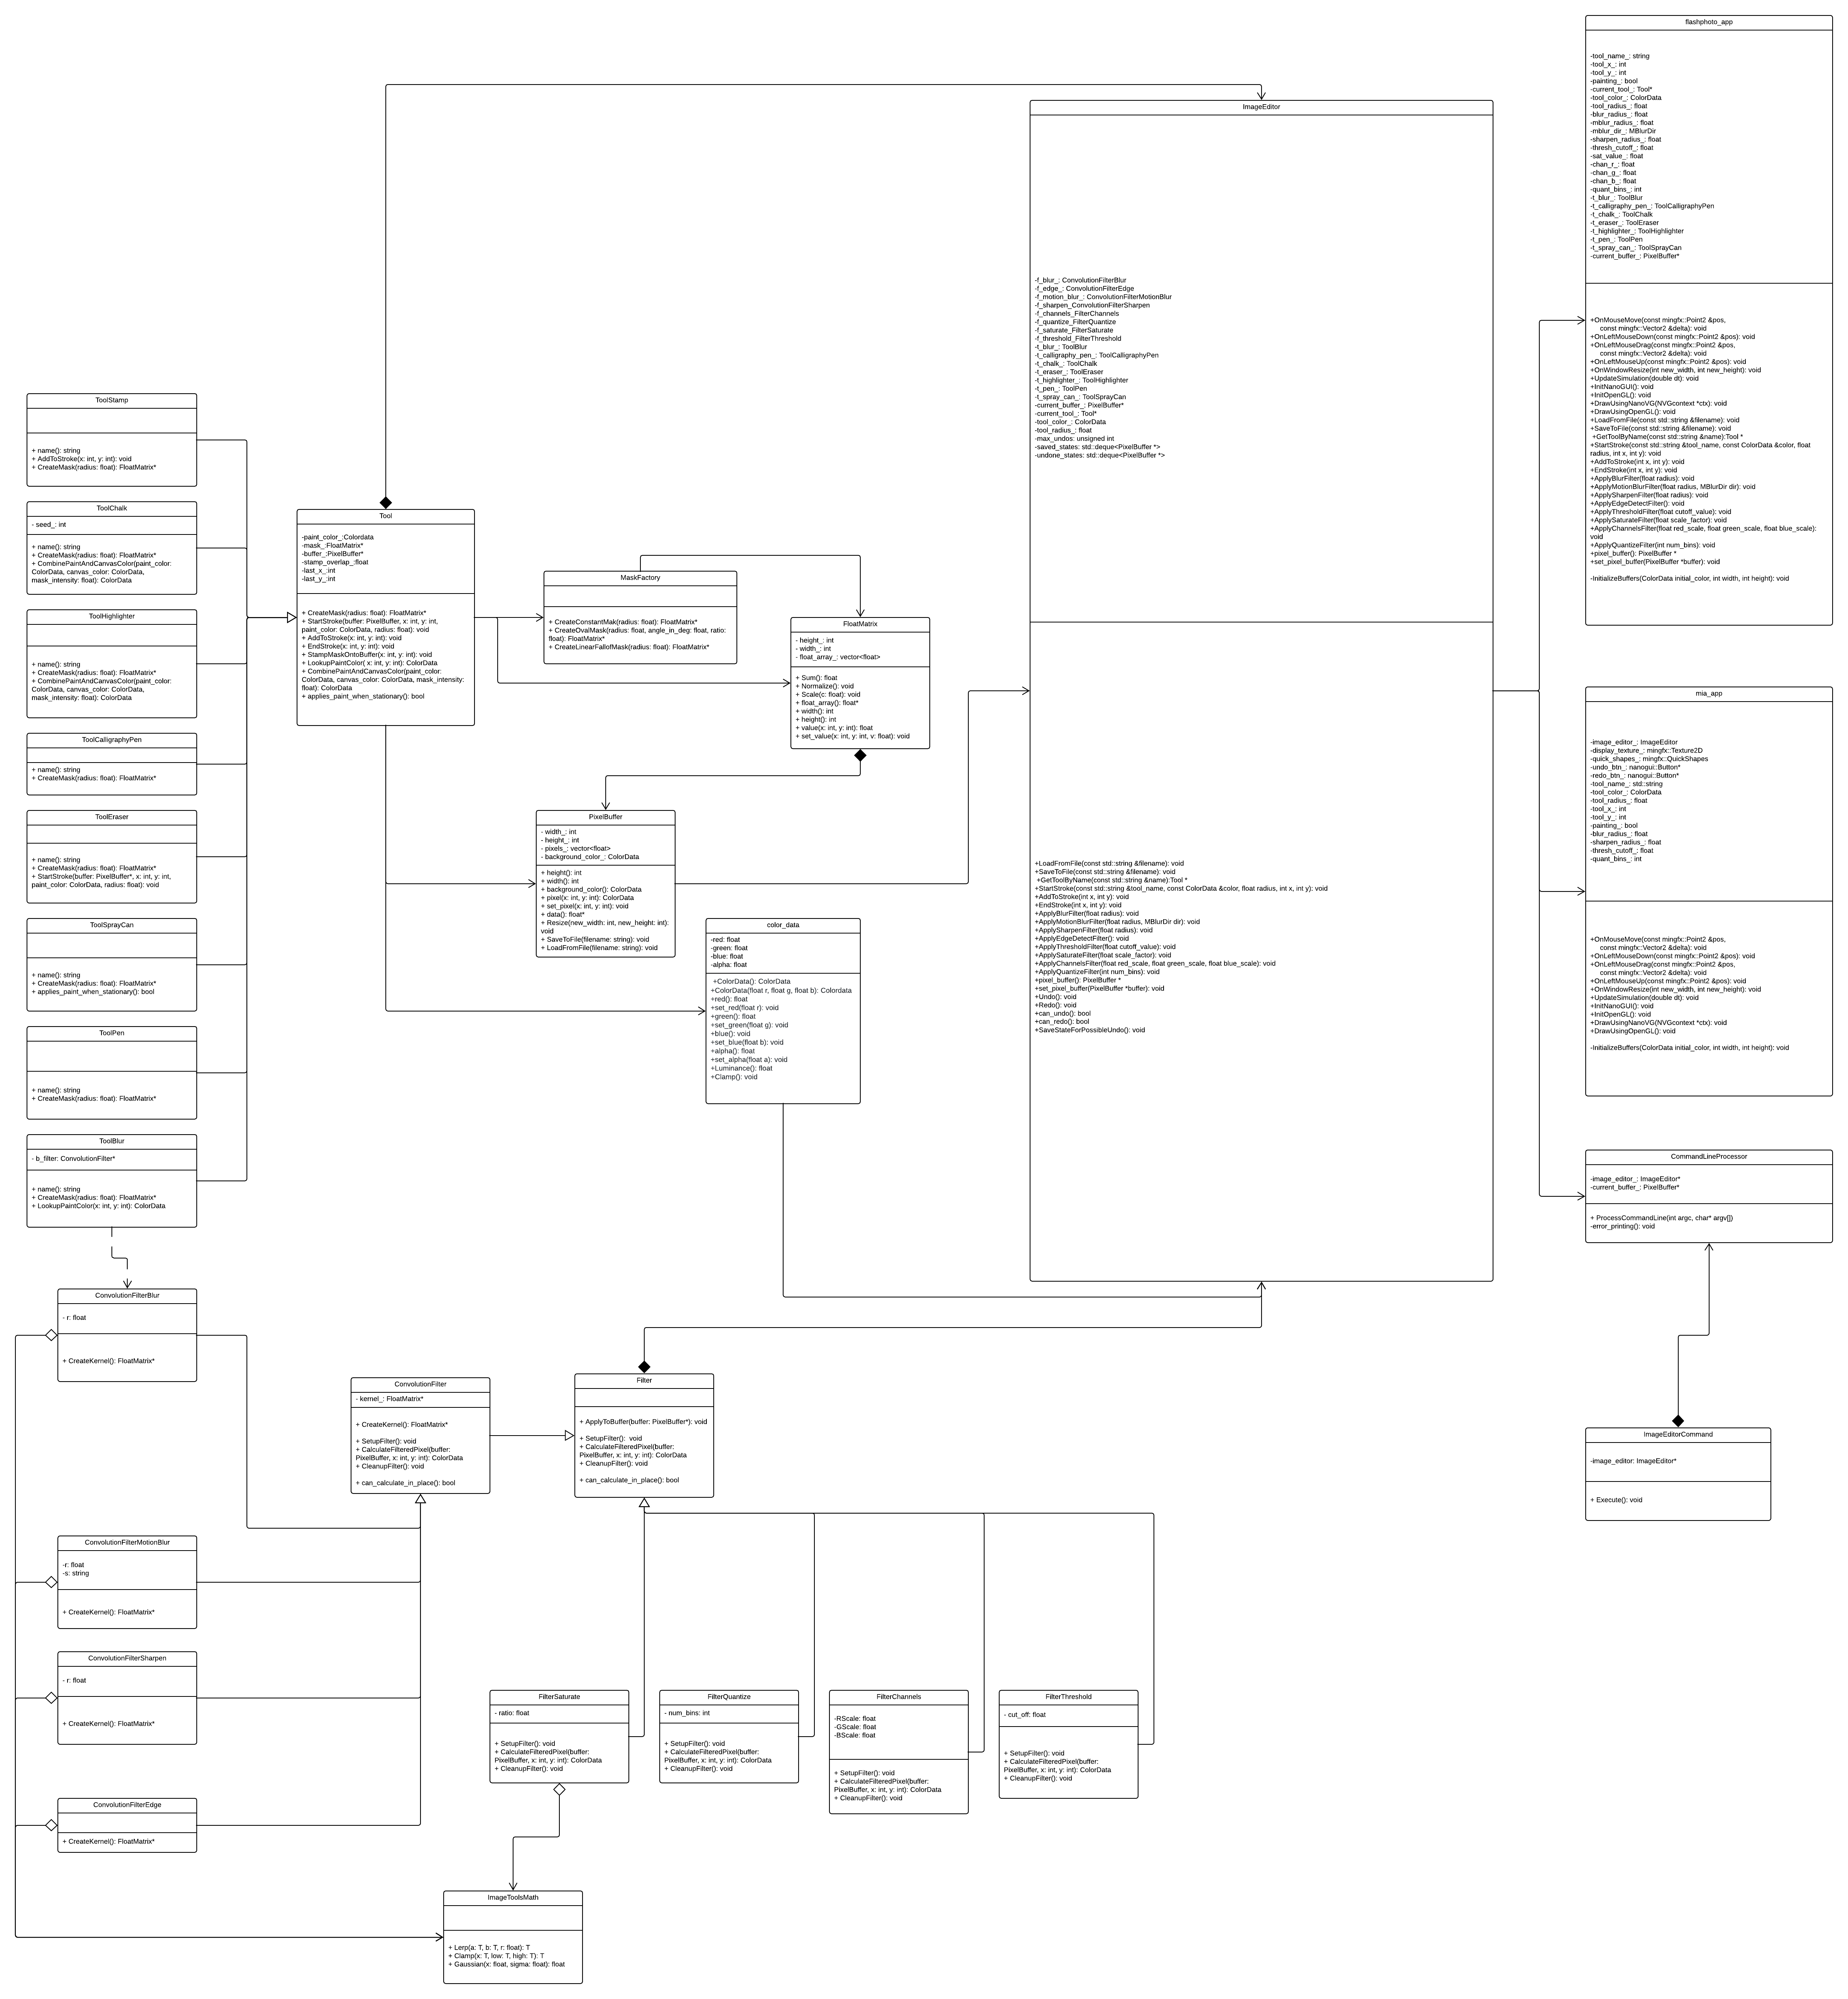 flashphoto_app
-tool_name_: string
-tool_x_: int
-tool_y_: int
-painting_: bool
-current_tool_: Tool*
-tool_color_: ColorData
-tool_radius_: float
-blur_radius_: float
-mblur_radius_: float
-mblur_dir_: MBlurDir
-sharpen_radius_: float
-thresh_cutoff_: float
-sat_value_: float
-chan_r_: float
-chan_g_: float
-chan_b_: float
-quant_bins_: int
-t_blur_: ToolBlur
-t_calligraphy_pen_: ToolCalligraphyPen
-t_chalk_: ToolChalk
-t_eraser_: ToolEraser
-t_highlighter_: ToolHighlighter
-t_pen_: ToolPen
-t_spray_can_: ToolSprayCan
-current_buffer_: PixelBuffer*
+OnMouseMove(const mingfx::Point2 &pos,
const mingfx::Vector2 &delta): void
+OnLeftMouseDown(const mingfx::Point2 &pos): void
+OnLeftMouseDrag(const mingfx::Point2 &pos,
const mingfx::Vector2 &delta): void
+OnLeftMouseUp(const mingfx::Point2 &pos): void
+OnWindowResize(int new_width, int new_height): void
+UpdateSimulation(double dt): void
+InitNanoGUI(): void
+InitOpenGL(): void
+DrawUsingNanoVG(NVGcontext *ctx): void
+DrawUsingOpenGL(): void
+LoadFromFile(const std::string &filename): void
+SaveToFile(const std::string &filename): void
+GetToolByName(const std::string &name):Tool *
+StartStroke(const std::string &tool_name, const ColorData &color, float
radius, int x, int y): void
+AddToStroke(int x, int y): void
+EndStroke(int x, int y): void
+ApplyBlurFilter(float radius): void
+ApplyMotionBlurFilter(float radius, MBlurDir dir): void
+ApplySharpenFilter(float radius): void
+ApplyEdgeDetectFilter(): void
+ApplyThresholdFilter(float cutoff_value): void
+ApplySaturateFilter(float scale_factor): void
+ApplyChannelsFilter(float red_scale, float green_scale, float blue_scale):
void
+ApplyQuantizeFilter(int num_bins): void
+pixel_buffer(): PixelBuffer *
+set_pixel_buffer(PixelBuffer *buffer): void
-InitializeBuffers(ColorData initial_color, int width, int height): void
ImageEditor
-f_blur_: ConvolutionFilterBlur
-f_edge_: ConvolutionFilterEdge
-f_motion_blur_: ConvolutionFilterMotionBlur
-f_sharpen_ConvolutionFilterSharpen
-f_channels_FilterChannels
-f_quantize_FilterQuantize
-f_saturate_FilterSaturate
-f_threshold_FilterThreshold
-t_blur_: ToolBlur
-t_calligraphy_pen_: ToolCalligraphyPen
-t_chalk_: ToolChalk
-t_eraser_: ToolEraser
-t_highlighter_: ToolHighlighter
-t_pen_: ToolPen
-t_spray_can_: ToolSprayCan
-current_buffer_: PixelBuffer*
-current_tool_: Tool*
-tool_color_: ColorData
-tool_radius_: float
-max_undos: unsigned int
-saved_states: std::deque<PixelBuffer *>
-undone_states: std::deque<PixelBuffer *>
+LoadFromFile(const std::string &filename): void
+SaveToFile(const std::string &filename): void
+GetToolByName(const std::string &name):Tool *
+StartStroke(const std::string &tool_name, const ColorData &color, float radius, int x, int y): void
+AddToStroke(int x, int y): void
+EndStroke(int x, int y): void
+ApplyBlurFilter(float radius): void
+ApplyMotionBlurFilter(float radius, MBlurDir dir): void
+ApplySharpenFilter(float radius): void
+ApplyEdgeDetectFilter(): void
+ApplyThresholdFilter(float cutoff_value): void
+ApplySaturateFilter(float scale_factor): void
+ApplyChannelsFilter(float red_scale, float green_scale, float blue_scale): void
+ApplyQuantizeFilter(int num_bins): void
+pixel_buffer(): PixelBuffer *
+set_pixel_buffer(PixelBuffer *buffer): void
+Undo(): void
+Redo(): void
+can_undo(): bool
+can_redo(): bool
+SaveStateForPossibleUndo(): void
ToolStamp
+ name(): string
+ AddToStroke(x: int, y: int): void
+ CreateMask(radius: float): FloatMatrix*
ToolChalk
- seed_: int
+ name(): string
+ CreateMask(radius: float): FloatMatrix*
+ CombinePaintAndCanvasColor(paint_color:
ColorData, canvas_color: ColorData,
mask_intensity: float): ColorData
ToolHighlighter
+ name(): string
+ CreateMask(radius: float): FloatMatrix*
+ CombinePaintAndCanvasColor(paint_color:
ColorData, canvas_color: ColorData,
mask_intensity: float): ColorData
ToolCalligraphyPen
+ name(): string
+ CreateMask(radius: float): FloatMatrix*
ToolEraser
+ name(): string
+ CreateMask(radius: float): FloatMatrix*
+ StartStroke(buffer: PixelBuffer*, x: int, y: int,
paint_color: ColorData, radius: float): void
ToolSprayCan
+ name(): string
+ CreateMask(radius: float): FloatMatrix*
+ applies_paint_when_stationary(): bool
ToolPen
+ name(): string
+ CreateMask(radius: float): FloatMatrix*
ToolBlur
- b_filter: ConvolutionFilter*
+ name(): string
+ CreateMask(radius: float): FloatMatrix*
+ LookupPaintColor(x: int, y: int): ColorData
Tool
-paint_color_:Colordata
-mask_:FloatMatrix*
-buffer_:PixelBuffer*
-stamp_overlap_:float
-last_x_:int
-last_y_:int
+ CreateMask(radius: float): FloatMatrix*
+ StartStroke(buffer: PixelBuffer, x: int, y: int,
paint_color: ColorData, radius: float): void
+ AddToStroke(x: int, y: int): void
+ EndStroke(x: int, y: int): void
+ StampMaskOntoBuffer(x: int, y: int): void
+ LookupPaintColor( x: int, y: int): ColorData
+ CombinePaintAndCanvasColor(paint_color:
ColorData, canvas_color: ColorData, mask_intensity:
float): ColorData
+ applies_paint_when_stationary(): bool
MaskFactory
+ CreateConstantMak(radius: float): FloatMatrix*
+ CreateOvalMask(radius: float, angle_in_deg: float, ratio:
float): FloatMatrix*
+ CreateLinearFallofMask(radius: float): FloatMatrix*
FloatMatrix
- height_: int
- width_: int
- float_array_: vector<float>
+ Sum(): float
+ Normalize(): void
+ Scale(c: float): void
+ float_array(): float*
+ width(): int
+ height(): int
+ value(x: int, y: int): float
+ set_value(x: int, y: int, v: float): void
PixelBuffer
- width_: int
- height_: int
- pixels_: vector<float>
- background_color_: ColorData
+ height(): int
+ width(): int
+ background_color(): ColorData
+ pixel(x: int, y: int): ColorData
+ set_pixel(x: int, y: int): void
+ data(): float*
+ Resize(new_width: int, new_height: int):
void
+ SaveToFile(filename: string): void
+ LoadFromFile(filename: string): void
color_data
-red: float
-green: float
-blue: float
-alpha: float
+ColorData(): ColorData
+ColorData(float r, float g, float b): Colordata
+red(): float
+set_red(float r): void
+green(): float
+set_green(float g): void
+blue(): void
+set_blue(float b): void
+alpha(): float
+set_alpha(float a): void
+Luminance(): float
+Clamp(): void
mia_app
-image_editor_: ImageEditor
-display_texture_: mingfx::Texture2D
-quick_shapes_: mingfx::QuickShapes
-undo_btn_: nanogui::Button*
-redo_btn_: nanogui::Button*
-tool_name_: std::string
-tool_color_: ColorData
-tool_radius_: float
-tool_x_: int
-tool_y_: int
-painting_: bool
-blur_radius_: float
-sharpen_radius_: float
-thresh_cutoff_: float
-quant_bins_: int
+OnMouseMove(const mingfx::Point2 &pos,
const mingfx::Vector2 &delta): void
+OnLeftMouseDown(const mingfx::Point2 &pos): void
+OnLeftMouseDrag(const mingfx::Point2 &pos,
const mingfx::Vector2 &delta): void
+OnLeftMouseUp(const mingfx::Point2 &pos): void
+OnWindowResize(int new_width, int new_height): void
+UpdateSimulation(double dt): void
+InitNanoGUI(): void
+InitOpenGL(): void
+DrawUsingNanoVG(NVGcontext *ctx): void
+DrawUsingOpenGL(): void
-InitializeBuffers(ColorData initial_color, int width, int height): void
CommandLineProcessor
-image_editor_: ImageEditor*
-current_buffer_: PixelBuffer*
+ ProcessCommandLine(int argc, char* argv[])
-error_printing(): void
ImageEditorCommand
-image_editor: ImageEditor*
+ Execute(): void
ConvolutionFilterBlur
- r: float
+ CreateKernel(): FloatMatrix*
ConvolutionFilter
- kernel_: FloatMatrix*
+ CreateKernel(): FloatMatrix*
+ SetupFilter(): void
+ CalculateFilteredPixel(buffer:
PixelBuffer, x: int, y: int): ColorData
+ CleanupFilter(): void
+ can_calculate_in_place(): bool
Filter
+ ApplyToBuffer(buffer: PixelBuffer*): void
+ SetupFilter(): void
+ CalculateFilteredPixel(buffer:
PixelBuffer, x: int, y: int): ColorData
+ CleanupFilter(): void
+ can_calculate_in_place(): bool
ConvolutionFilterMotionBlur
-r: float
-s: string
+ CreateKernel(): FloatMatrix*
ConvolutionFilterSharpen
- r: float
+ CreateKernel(): FloatMatrix*
ConvolutionFilterEdge
+ CreateKernel(): FloatMatrix*
FilterSaturate
- ratio: float
+ SetupFilter(): void
+ CalculateFilteredPixel(buffer:
PixelBuffer, x: int, y: int): ColorData
+ CleanupFilter(): void
FilterQuantize
- num_bins: int
+ SetupFilter(): void
+ CalculateFilteredPixel(buffer:
PixelBuffer, x: int, y: int): ColorData
+ CleanupFilter(): void
FilterChannels
-RScale: float
-GScale: float
-BScale: float
+ SetupFilter(): void
+ CalculateFilteredPixel(buffer:
PixelBuffer, x: int, y: int): ColorData
+ CleanupFilter(): void
FilterThreshold
- cut_off: float
+ SetupFilter(): void
+ CalculateFilteredPixel(buffer:
PixelBuffer, x: int, y: int): ColorData
+ CleanupFilter(): void
ImageToolsMath
+ Lerp(a: T, b: T, r: float): T
+ Clamp(x: T, low: T, high: T): T
+ Gaussian(x: float, sigma: float): float